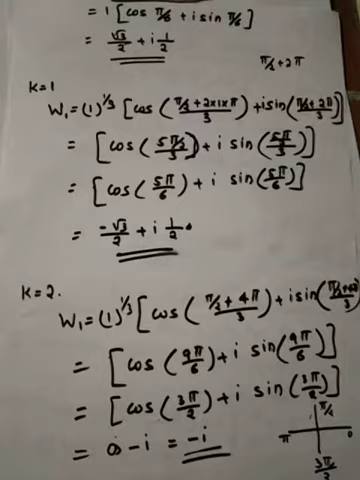 = 1 [cos π/6 + i sin π/6]
= √3/2 + i 1/2
π/2 + 2π
K=1
W₁ = (1)^1/3 [cos (π/2 + 2×1×π / 3) + i sin (π/2 + 2π / 3)]
= [cos (5π/2 / 3) + i sin (5π/2 / 3)]
= [cos (5π/6) + i sin (5π/6)]
= -√3/2 + i 1/2.
K=2.
W₁ = (1)^1/3 [cos (π/2 + 4π / 3) + i sin (π/2 + 4π / 3)]
= [cos (9π/6) + i sin (9π/6)]
= [cos (3π/2) + i sin (3π/2)]
= 0 - i = -i
π/2
π 0
3π/2